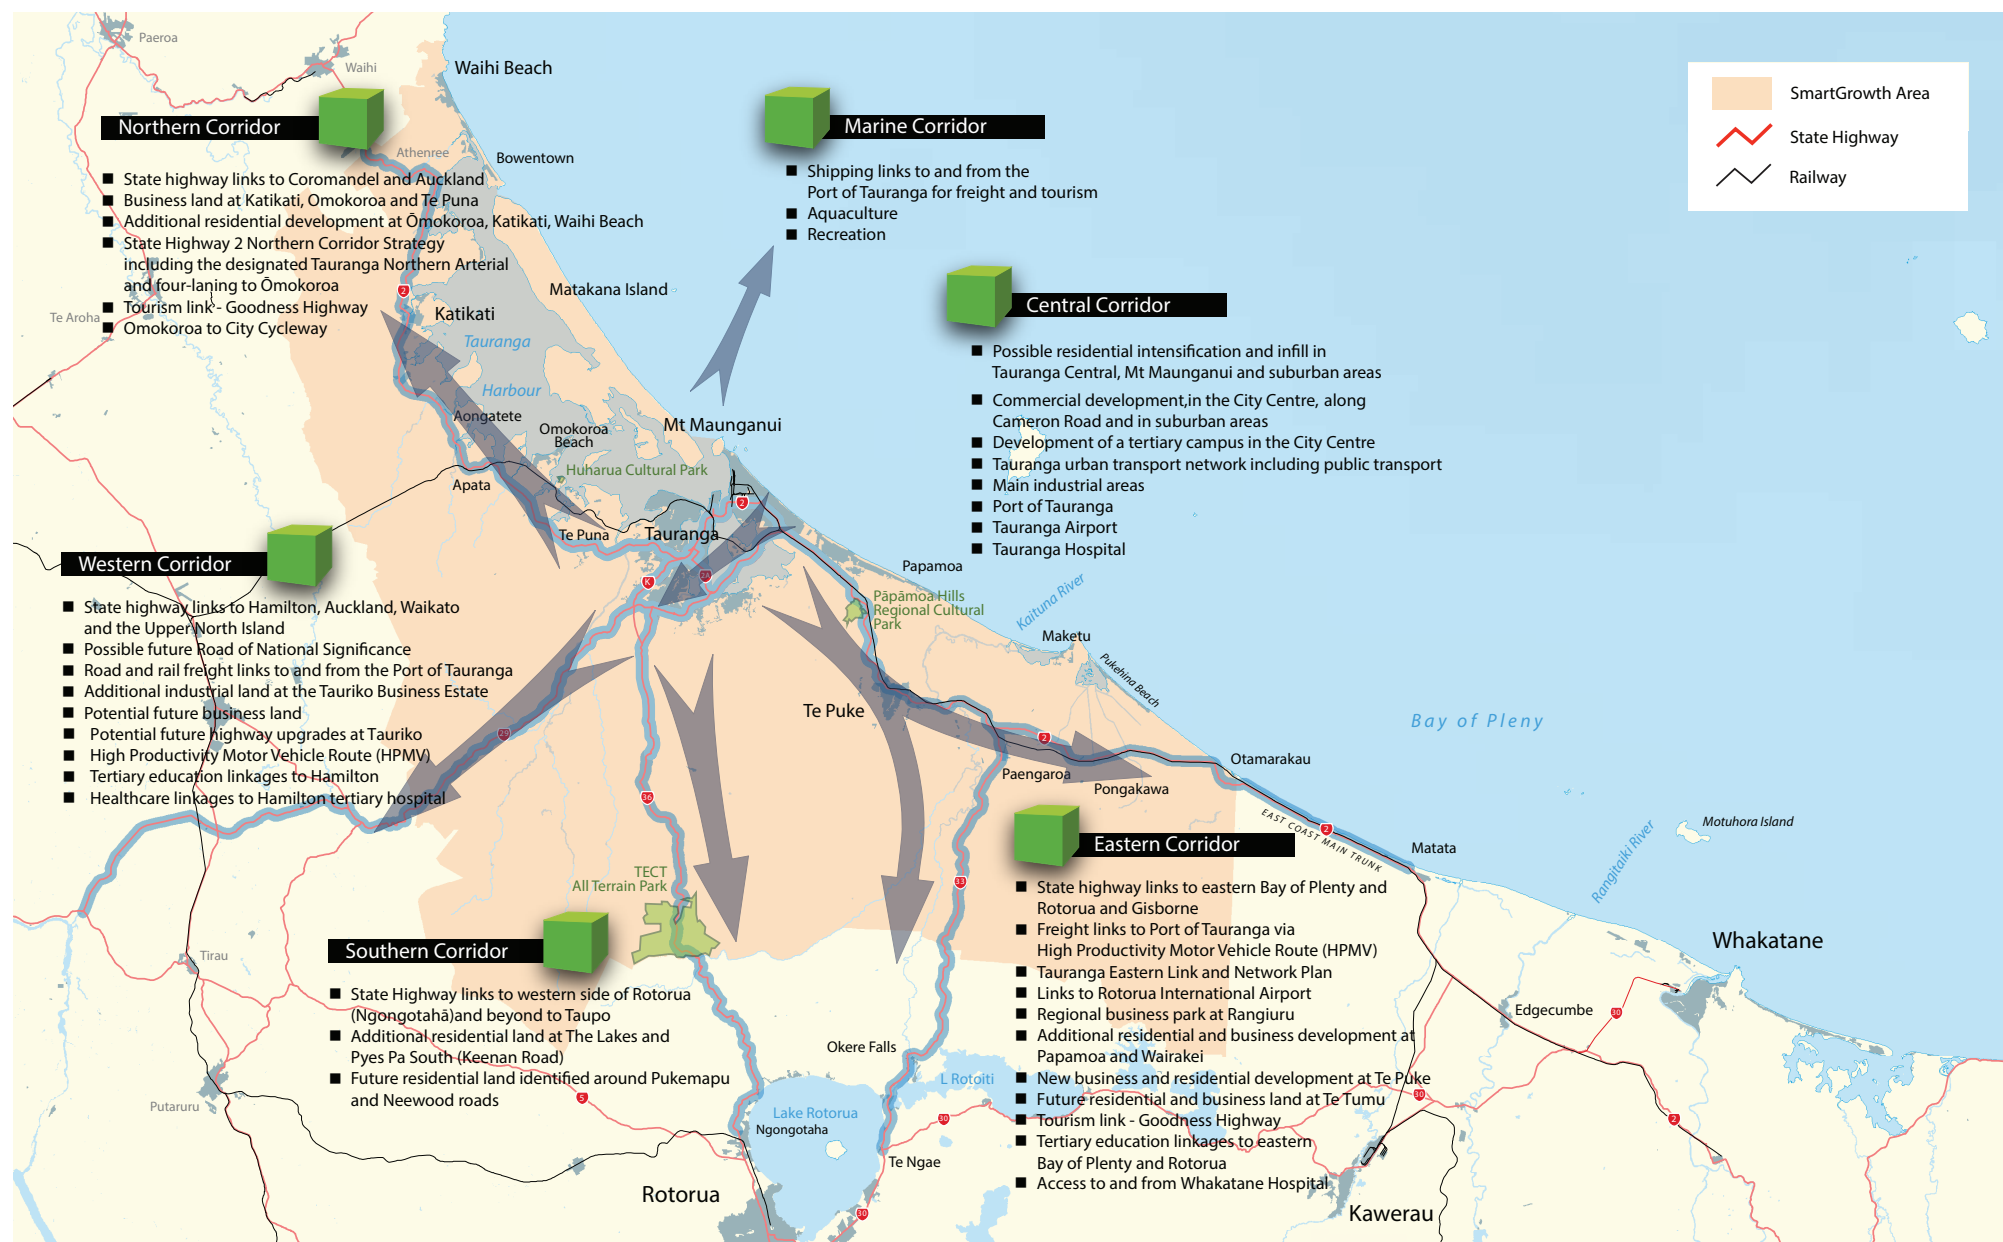 Paeroa
Waihi
Waihi Beach
Northern Corridor
Athenree
Bowentown
State highway links to Coromandel and Auckland
Business land at Katikati, Omokoroa and Te Puna
Additional residential development at Ōmokoroa, Katikati, Waihi Beach
State Highway 2 Northern Corridor Strategy
including the designated Tauranga Northern Arterial
and four-laning to Ōmokoroa
Tourism link - Goodness Highway
Omokoroa to City Cycleway
Te Aroha
Marine Corridor
Shipping links to and from the
Port of Tauranga for freight and tourism
Aquaculture
Recreation
SmartGrowth Area
State Highway
Railway
Central Corridor
Possible residential intensification and infill in
Tauranga Central, Mt Maunganui and suburban areas
Commercial development,in the City Centre, along
Cameron Road and in suburban areas
Development of a tertiary campus in the City Centre
Tauranga urban transport network including public transport
Main industrial areas
Port of Tauranga
Tauranga Airport
Tauranga Hospital
2
Matakana Island
Katikati
Tauranga
Harbour
Aongatete
Omokoroa
Beach
Mt Maunganui
Huharua Cultural Park
Apata
2
Te Puna
Tauranga
K
2A
Papamoa
Pāpāmoa Hills
Regional Cultural
Park
Kaituna River
Maketu
Pukehina Beach
Western Corridor
State highway links to Hamilton, Auckland, Waikato
and the Upper North Island
Possible future Road of National Significance
Road and rail freight links to and from the Port of Tauranga
Additional industrial land at the Tauriko Business Estate
Potential future business land
Potential future highway upgrades at Tauriko
High Productivity Motor Vehicle Route (HPMV)
Tertiary education linkages to Hamilton
Healthcare linkages to Hamilton tertiary hospital
29
36
Te Puke
2
Paengaroa
Pongakawa
Otamarakau
Bay of Pleny
EAST COAST MAIN TRUNK
2
Matata
Motuhora Island
Rangitaiki River
Whakatane
Edgecumbe
30
Eastern Corridor
State highway links to eastern Bay of Plenty and
Rotorua and Gisborne
Freight links to Port of Tauranga via
High Productivity Motor Vehicle Route (HPMV)
Tauranga Eastern Link and Network Plan
Links to Rotorua International Airport
Regional business park at Rangiuru
Additional residential and business development at
Papamoa and Wairakei
New business and residential development at Te Puke
Future residential and business land at Te Tumu
Tourism link - Goodness Highway
Tertiary education linkages to eastern
Bay of Plenty and Rotorua
Access to and from Whakatane Hospital
33
TECT
All Terrain Park
Southern Corridor
State Highway links to western side of Rotorua
(Ngongotahā)and beyond to Taupo
Additional residential land at The Lakes and
Pyes Pa South (Keenan Road)
Future residential land identified around Pukemapu
and Neewood roads
Tirau
Putaruru
5
Okere Falls
L Rotoiti
Lake Rotorua
Ngongotaha
30
Te Ngae
Rotorua
30
30
2
Kawerau